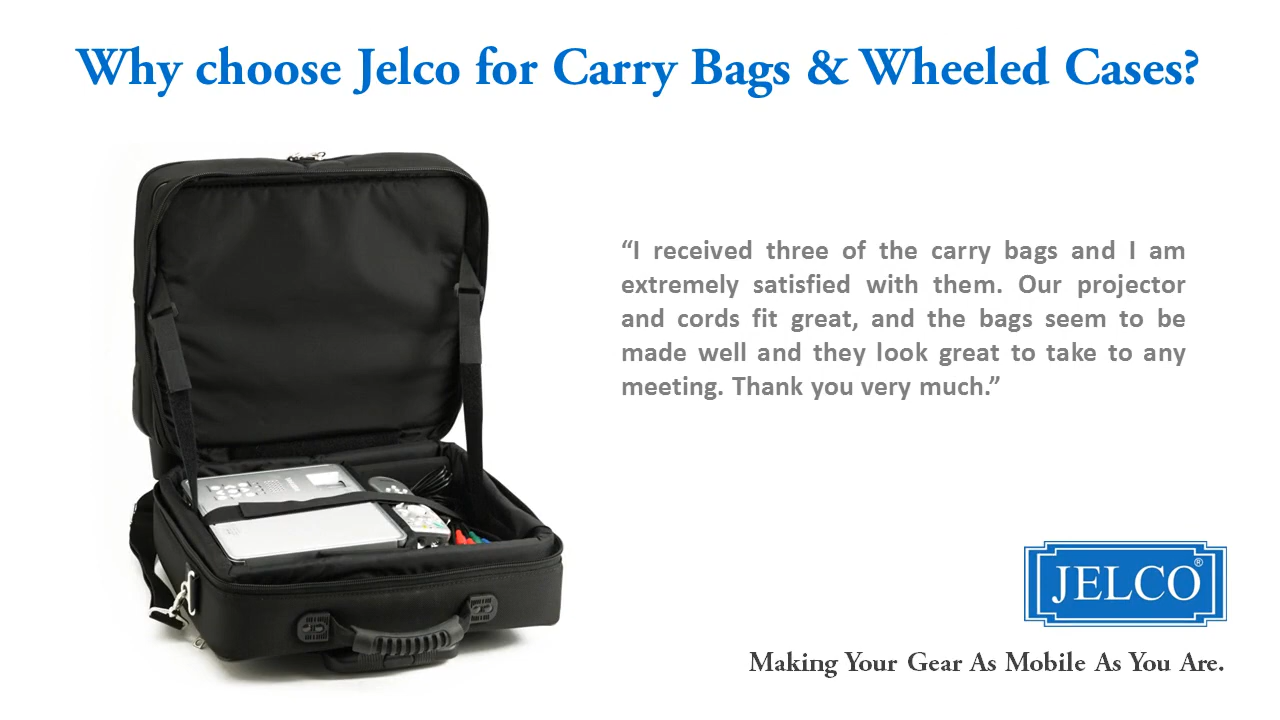 Why choose Jelco for Carry Bags & Wheeled Cases?
“I received three of the carry bags and I am
extremely satisfied with them. Our projector
and cords fit great, and the bags seem to be
made well and they look great to take to any
meeting. Thank you very much.”
JELCO®
Making Your Gear As Mobile As You Are.